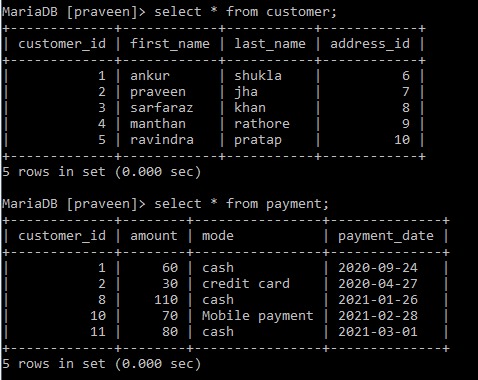 MariaDB [praveen]> select * from customer;
+-------------+------------+-----------+------------+
| customer_id | first_name | last_name | address_id |
+-------------+------------+-----------+------------+
|           1 | ankur      | shukla    |          6 |
|           2 | praveen    | jha       |          7 |
|           3 | sarfaraz   | khan      |          8 |
|           4 | manthan    | rathore   |          9 |
|           5 | ravindra   | pratap    |         10 |
+-------------+------------+-----------+------------+
5 rows in set (0.000 sec)
MariaDB [praveen]> select * from payment;
+-------------+--------+----------------+--------------+
| customer_id | amount | mode           | payment_date |
+-------------+--------+----------------+--------------+
|           1 |     60 | cash           | 2020-09-24   |
|           2 |     30 | credit card    | 2020-04-27   |
|           8 |    110 | cash           | 2021-01-26   |
|          10 |     70 | Mobile payment | 2021-02-28   |
|          11 |     80 | cash           | 2021-03-01   |
+-------------+--------+----------------+--------------+
5 rows in set (0.000 sec)